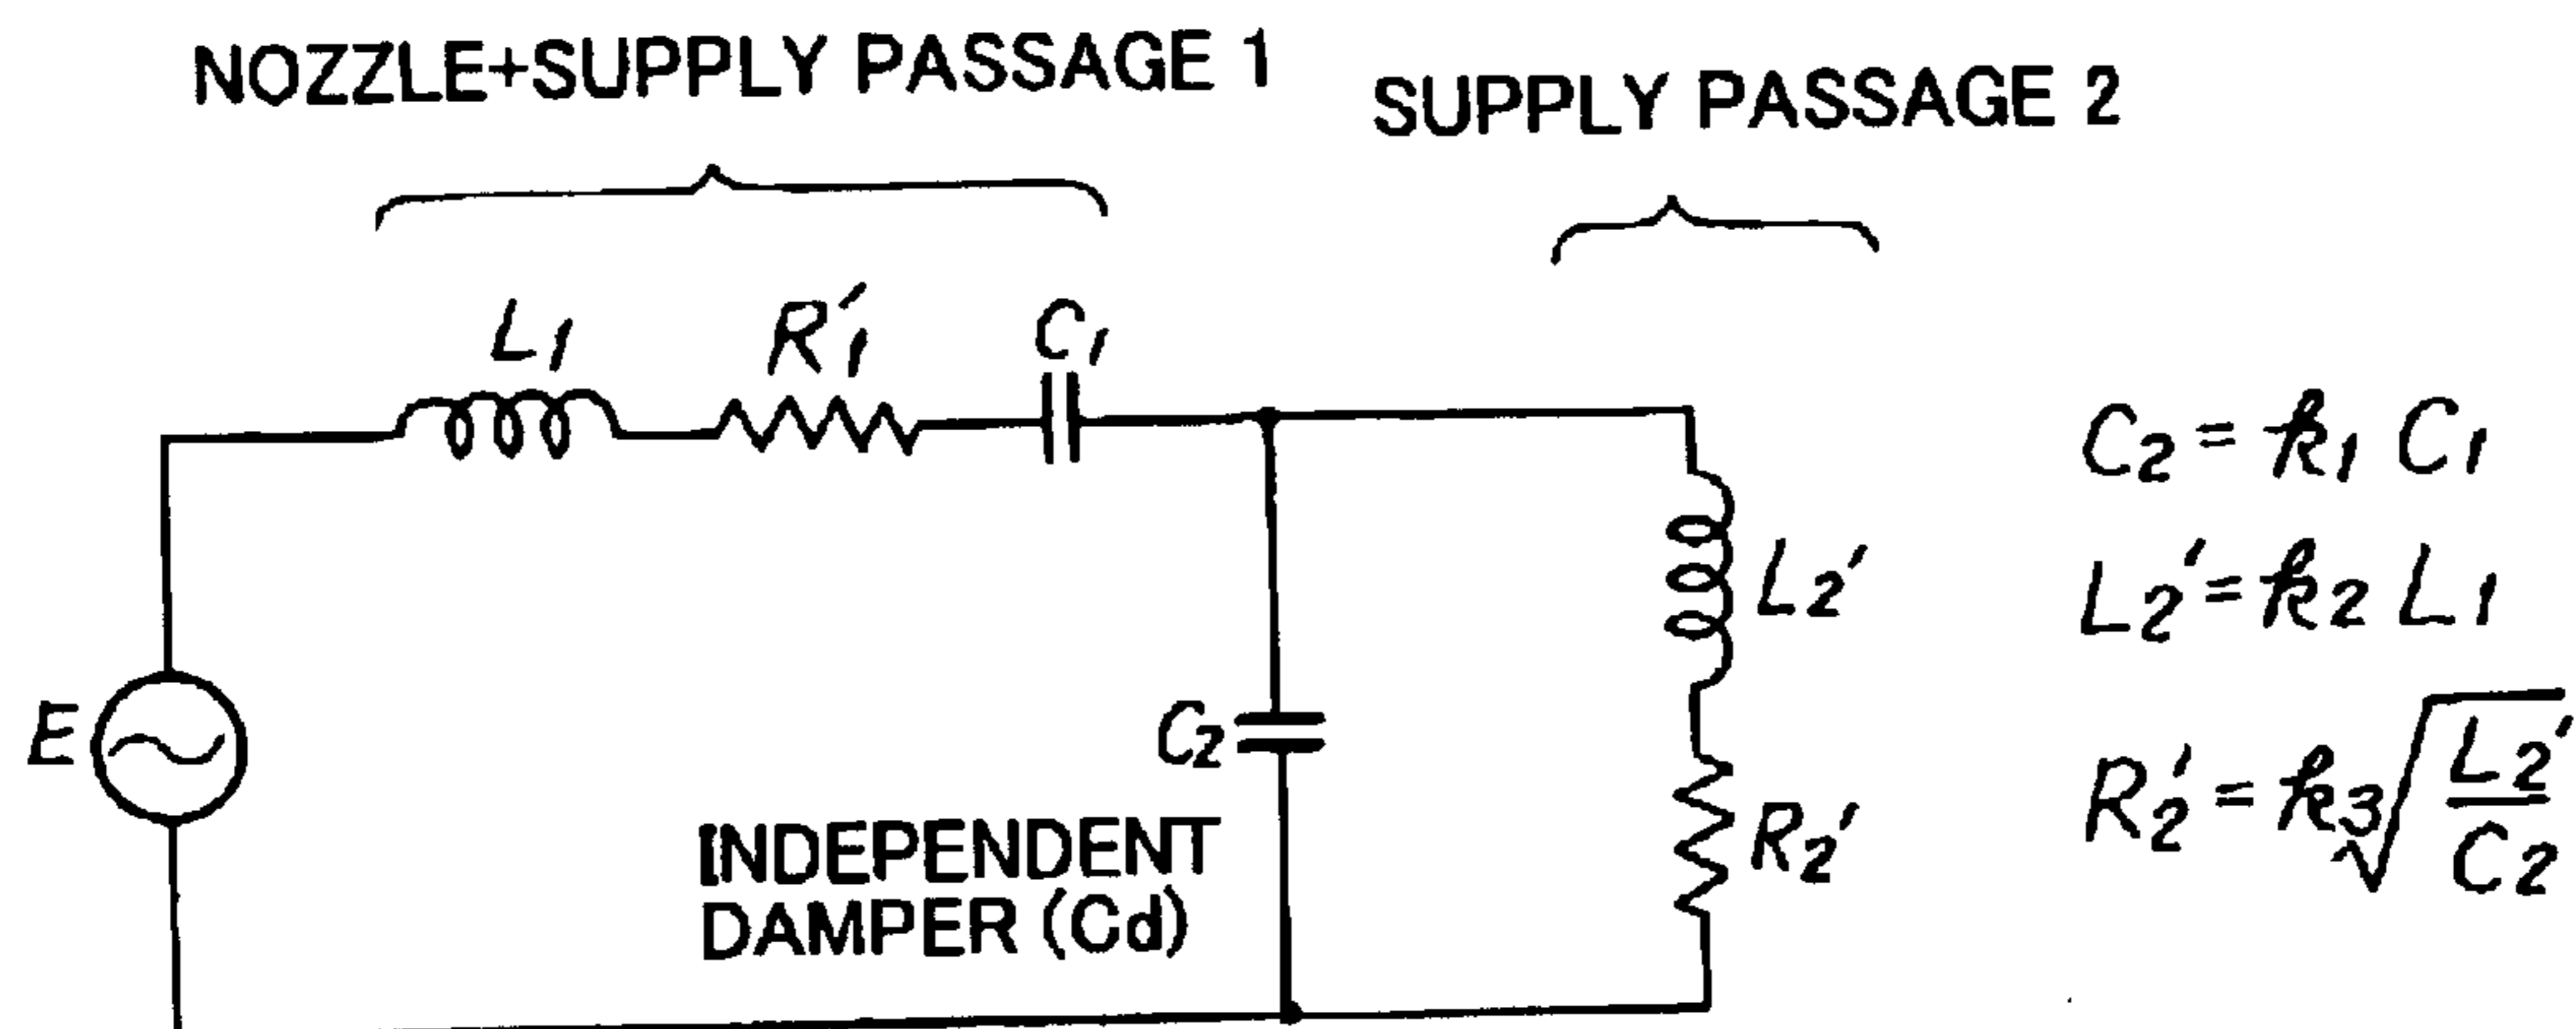 NOZZLE+SUPPLY PASSAGE 1
SUPPLY PASSAGE 2
L1
R'1
C1
C2 = k1 C1
L2'
L2' = k2 L1
E
C2
R2'
R2' = k3√(L2'/C2)
INDEPENDENT
DAMPER (Cd)